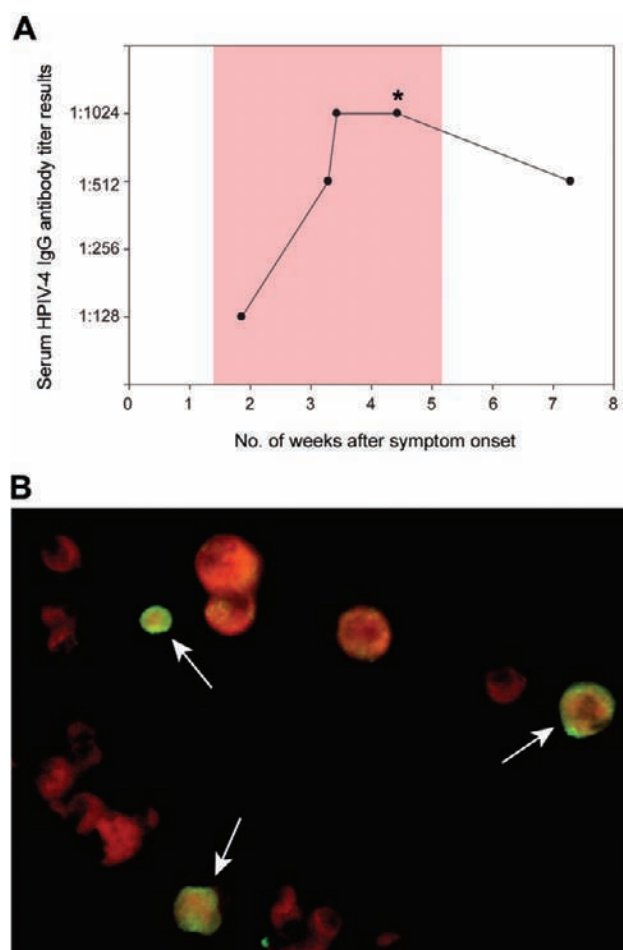 A
Serum HPIV-4 IgG antibody titer results
1:1024
1:512
1:256
1:128
*
0 1 2 3 4 5 6 7 8
No. of weeks after symptom onset
B